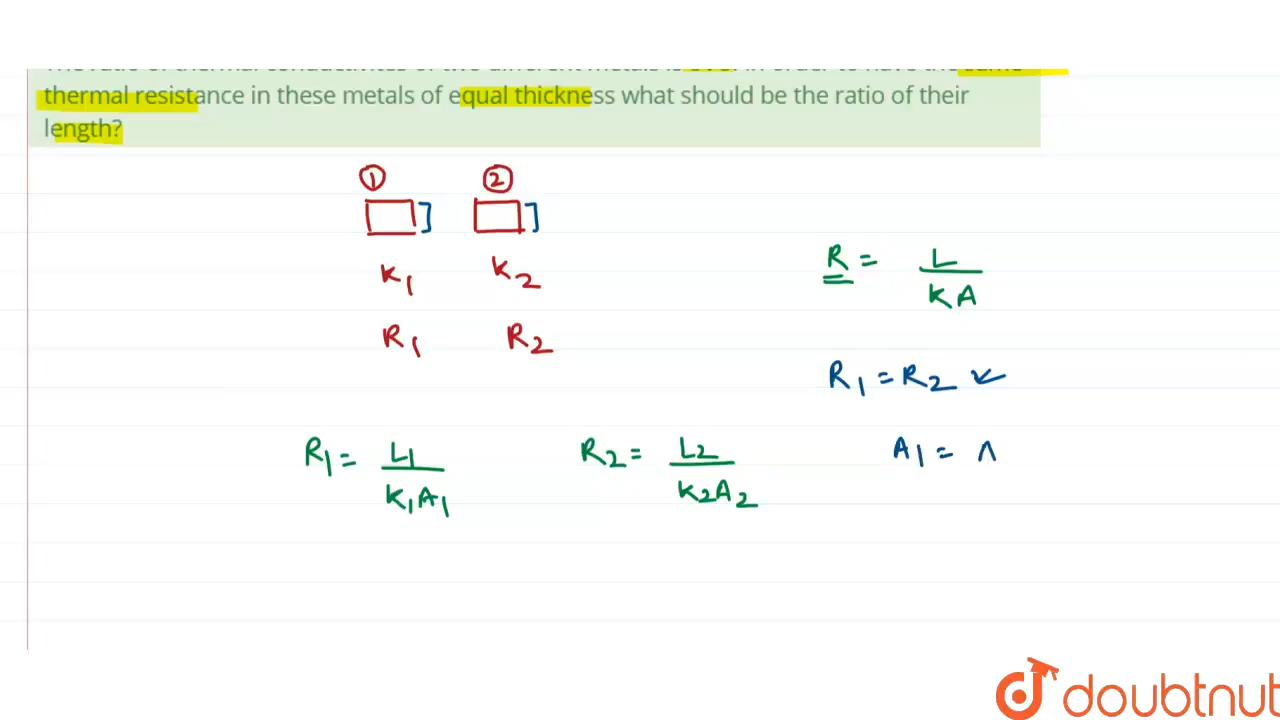 thermal resistance in these metals of equal thickness what should be the ratio of their
length?
① ②
K1 K2
R1 R2
R = L / KA
R1 = R2
R1 = L1 / K1A1
R2 = L2 / K2A2
A1 =
doubtnut